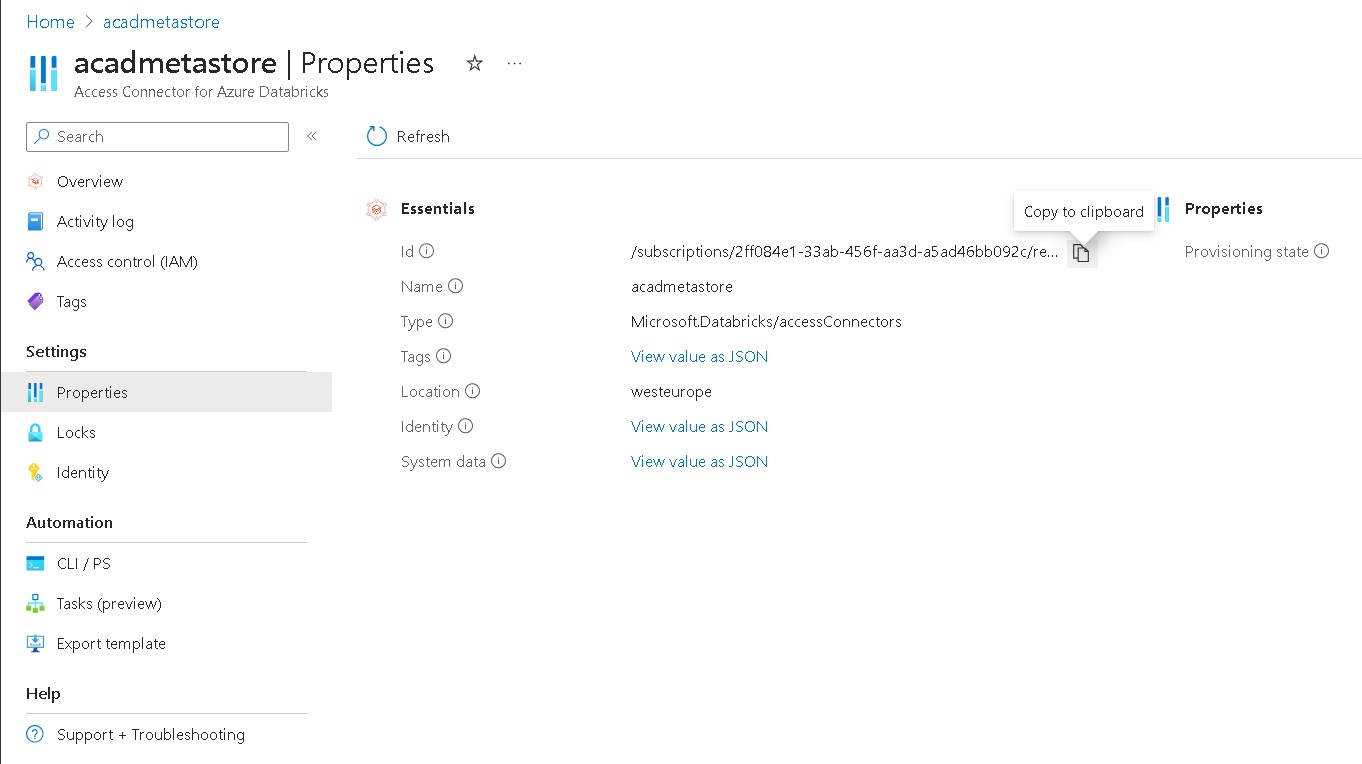 Home > acadmetastore
acadmetastore | Properties
Access Connector for Azure Databricks
Search
Overview
Activity log
Access control (IAM)
Tags
Settings
Properties
Locks
Identity
Automation
CLI / PS
Tasks (preview)
Export template
Help
Support + Troubleshooting
Refresh
Essentials
Copy to clipboard
Id /subscriptions/2ff084e1-33ab-456f-aa3d-a5ad46bb092c/re...
Name acadmetastore
Type Microsoft.Databricks/accessConnectors
Tags View value as JSON
Location westeurope
Identity View value as JSON
System data View value as JSON
Properties
Provisioning state